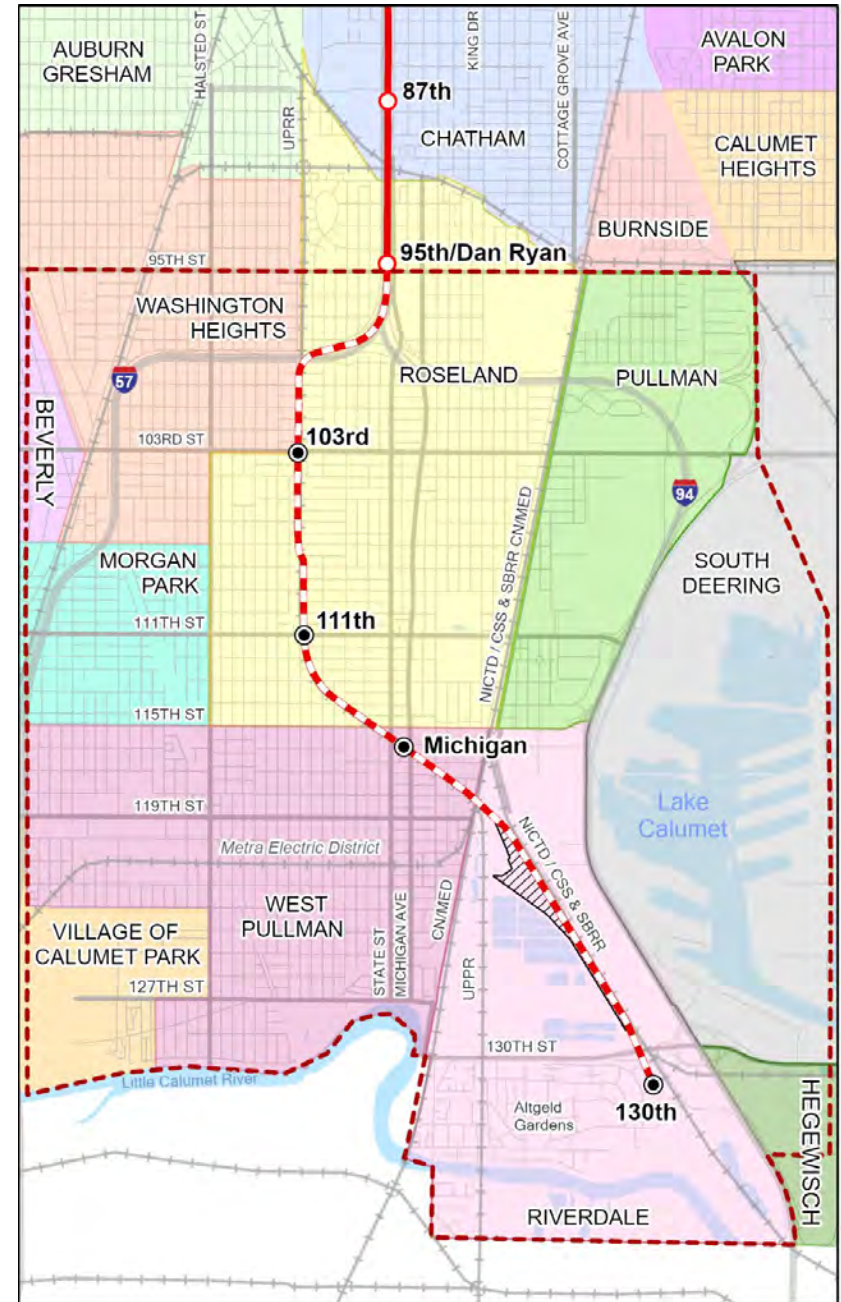 AUBURN
GRESHAM
HALSTED ST
UPRR
KING DR
COTTAGE GROVE AVE
AVALON
PARK
87th
CHATHAM
CALUMET
HEIGHTS
BURNSIDE
95TH ST
95th/Dan Ryan
WASHINGTON
HEIGHTS
57
ROSELAND
PULLMAN
BEVERLY
103RD ST
103rd
94
NICTD / CSS & SBRR CN/MED
MORGAN
PARK
SOUTH
DEERING
111TH ST
111th
115TH ST
Michigan
119TH ST
Lake
Calumet
Metra Electric District
NICTD / CSS & SBRR
WEST
PULLMAN
CN/MED
VILLAGE OF
CALUMET PARK
STATE ST
MICHIGAN AVE
UPPR
127TH ST
130TH ST
Little Calumet River
130th
Altgeld
Gardens
HEGEWISCH
RIVERDALE